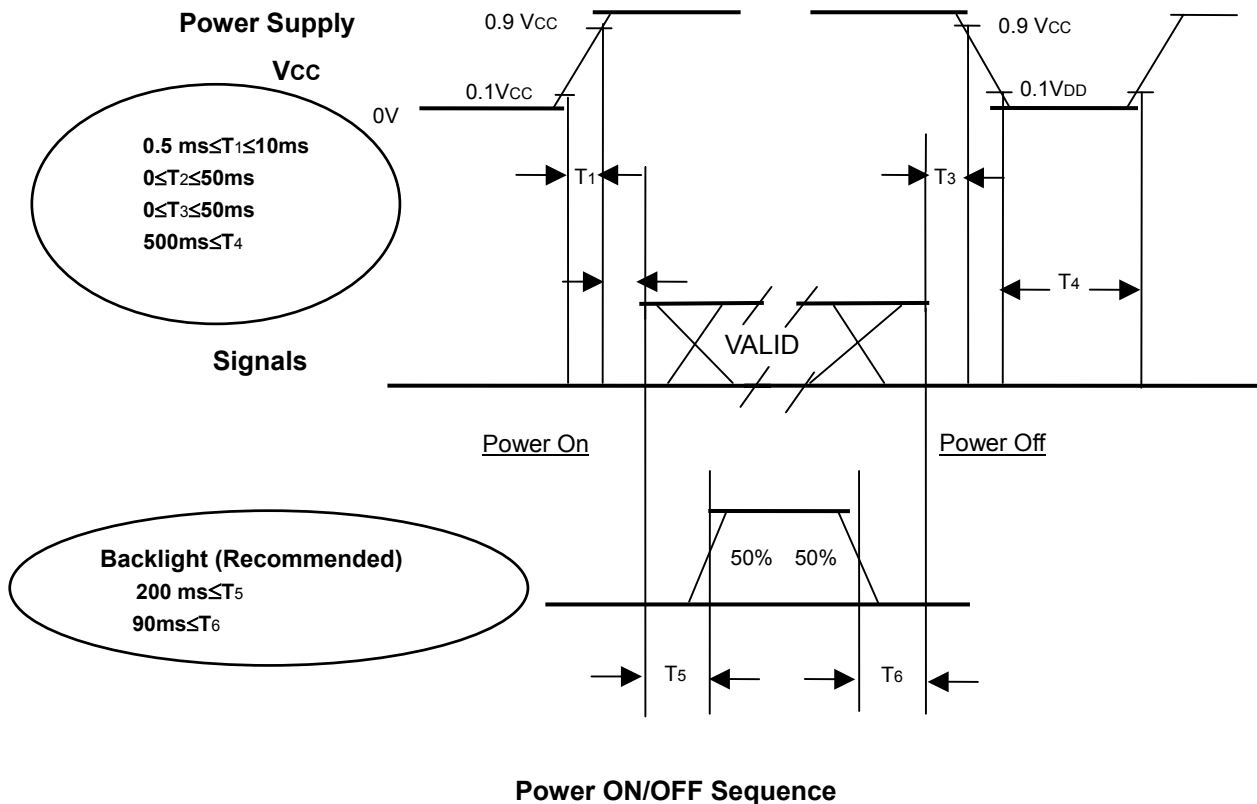 Power Supply
VCC
0.9 VCC
0.1VCC
0V
0.9 VCC
0.1VDD
0.5 ms≤T1≤10ms
0≤T2≤50ms
0≤T3≤50ms
500ms≤T4
T1
T3
T4
VALID
Signals
Power On
Power Off
Backlight (Recommended)
200 ms≤T5
90ms≤T6
50% 50%
T5
T6
Power ON/OFF Sequence